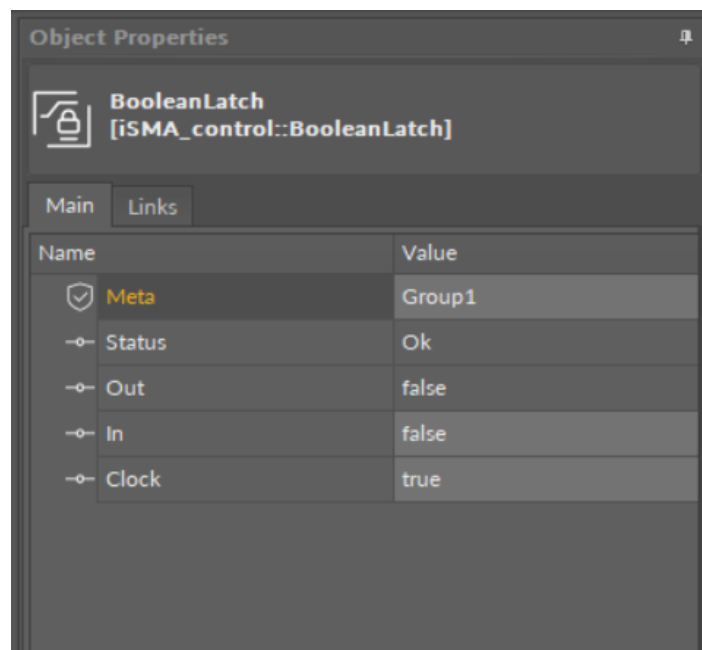 Object Properties
BooleanLatch
[iSMA_control::BooleanLatch]
Main Links
Name Value
Meta Group1
Status Ok
Out false
In false
Clock true